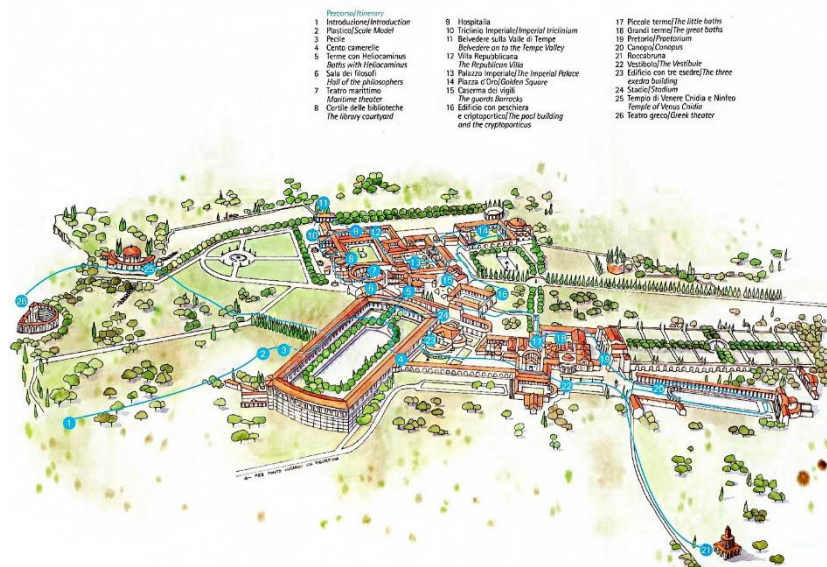 Percorso/Itinerary
1 Introduzione/Introduction
2 Plastico/Scale Model
3 Pecile
4 Cento camerelle
5 Terme con Heliocaminus
Baths with Heliocaminus
6 Sala dei filosofi
Hall of the philosophers
7 Teatro marittimo
Maritime theater
8 Cortile delle biblioteche
The library courtyard
9 Hospitalia
10 Triclinio Imperiale/Imperial triclinium
11 Belvedere sulla Valle di Tempe
Belvedere on to the Tempe Valley
12 Villa Repubblicana
The Republican Villa
13 Palazzo Imperiale/The Imperial Palace
14 Piazza d'Oro/Golden Square
15 Caserma dei vigili
The guards Barracks
16 Edificio con peschiera
e criptoportico/The pool building
and the cryptoporticus
17 Piccole terme/The little baths
18 Grandi terme/The great baths
19 Pretorio/Praetorium
20 Canopo/Canopus
21 Roccabruna
22 Vestibolo/The Vestibule
23 Edificio con tre esedre/The three
exedra building
24 Stadio/Stadium
25 Tempio di Venere Cnidia e Ninfeo
Temple of Venus Cnidia
26 Teatro greco/Greek theater
11
9
12
14
10
8
13
7
25
6
5
16
26
24
2
3
23
17
4
22
1
PER PONTE LUCANO VIA TIBURTINA
21